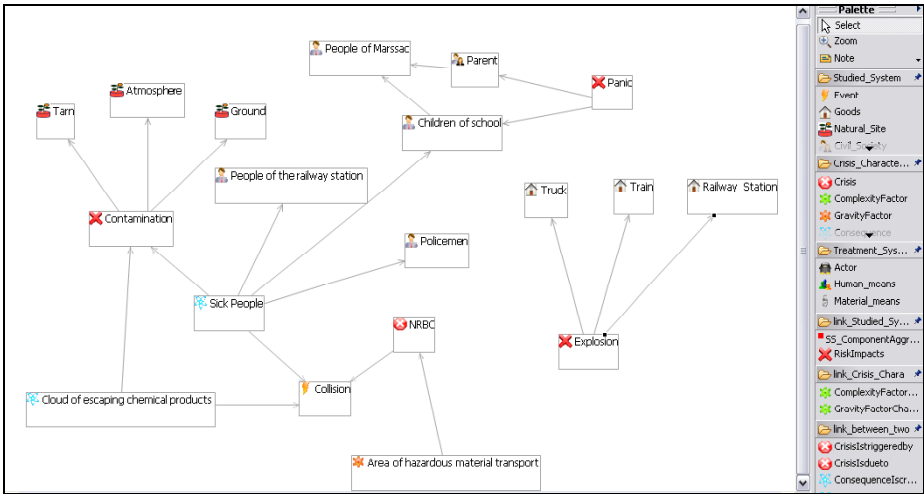 People of Marssac
Parent
Panic
Tarn
Atmosphere
Ground
Children of school
People of the railway station
Truck
Train
Railway Station
Contamination
Policemen
Sick People
NRBC
Explosion
Collision
Cloud of escaping chemical products
Area of hazardous material transport
Palette
Select
Zoom
Note
Studied_System
Event
Goods
Natural_Site
Civil_Society
Crisis_Characte...
Crisis
ComplexityFactor
GravityFactor
Consequence
Treatment_Sys...
Actor
Human_means
Material_means
link_Studied_Sy...
SS_ComponentAggr...
RiskImpacts
link_Crisis_Chara
ComplexityFactor...
GravityFactorCha...
link_between_two
CrisisIstriggeredby
CrisisIsdueto
ConsequenceIscr...